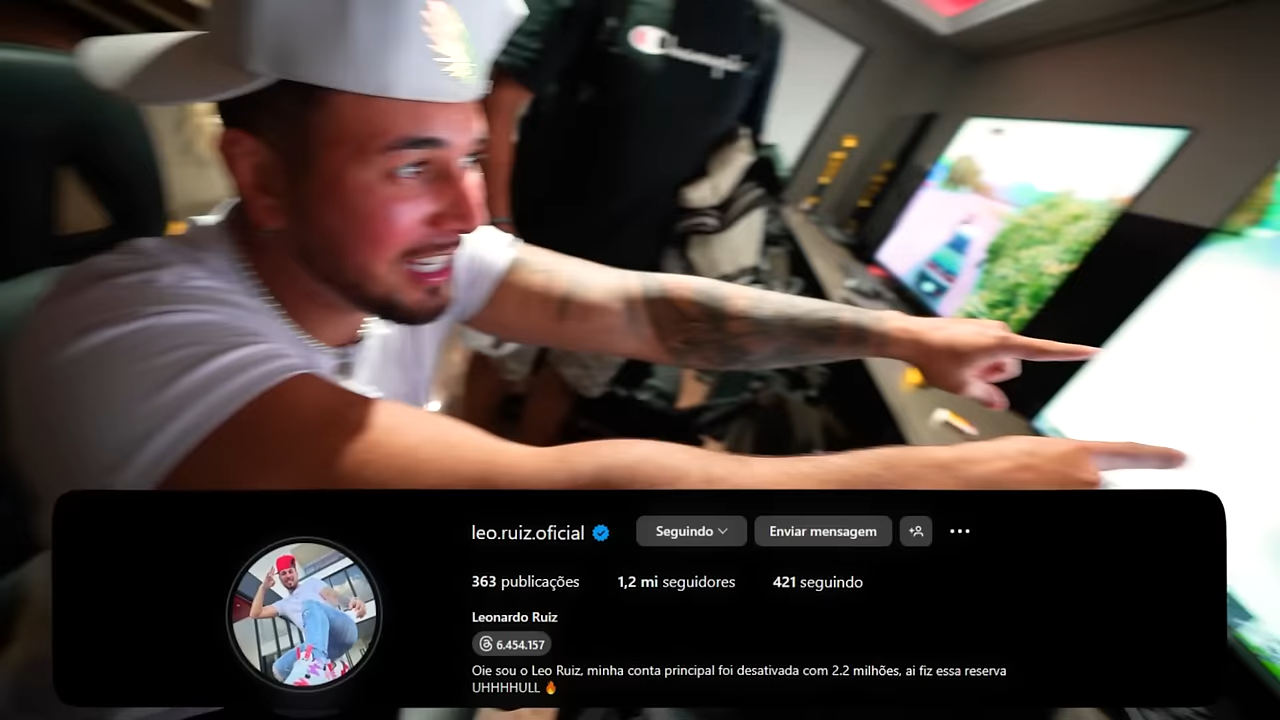 Champion
leo.ruiz.oficial
Seguindo
Enviar mensagem
363 publicações
1,2 mi seguidores
421 seguindo
Leonardo Ruiz
6.454.157
Oie sou o Leo Ruiz, minha conta principal foi desativada com 2.2 milhões, ai fiz essa reserva
UHHHHULL 🔥